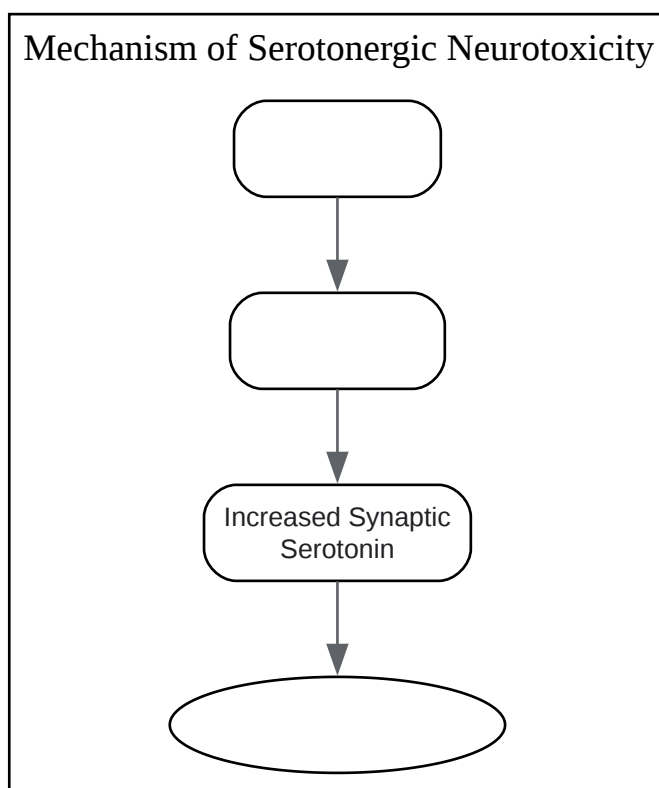 Mechanism of Serotonergic Neurotoxicity
Increased Synaptic
Serotonin